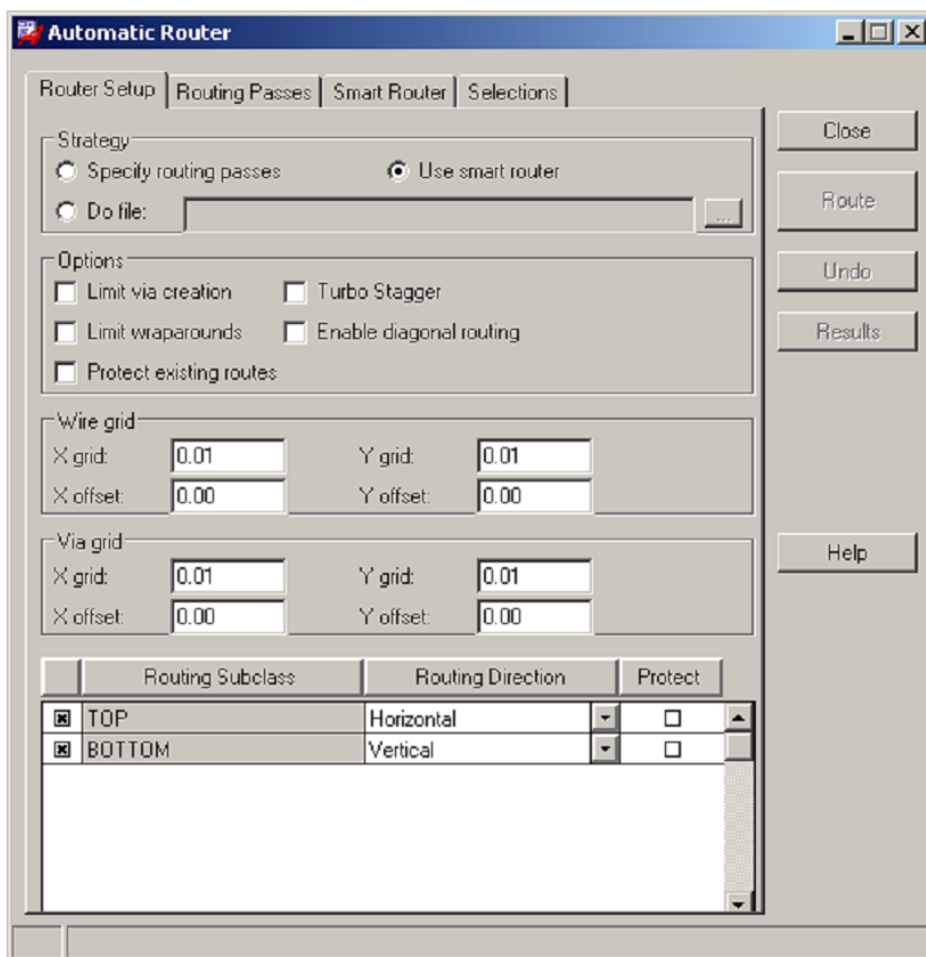 Automatic Router
Router Setup Routing Passes Smart Router Selections
Close
Strategy
Specify routing passes Use smart router
Route
Do file: ...
Options
Undo
Limit via creation Turbo Stagger
Limit wraparounds Enable diagonal routing
Results
Protect existing routes
Wire grid
X grid: 0.01 Y grid: 0.01
X offset: 0.00 Y offset: 0.00
Via grid
Help
X grid: 0.01 Y grid: 0.01
X offset: 0.00 Y offset: 0.00
Routing Subclass Routing Direction Protect
TOP Horizontal
BOTTOM Vertical